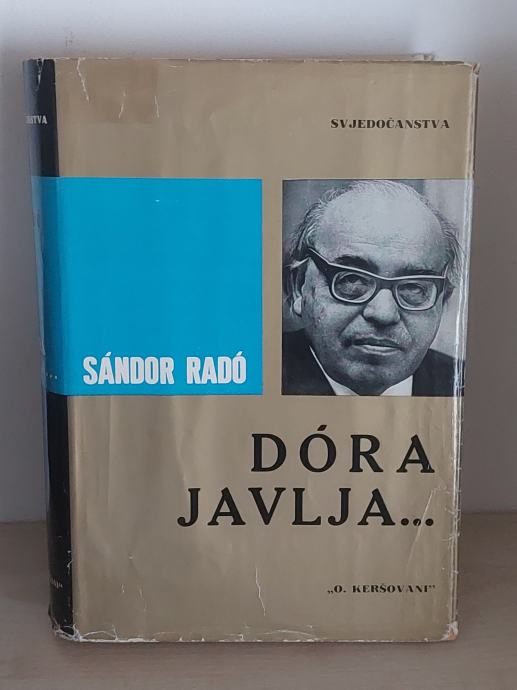 SVJEDOČANSTVA
SÁNDOR RADÓ
DÓRA
JAVLJA...
„O. KERŠOVANI"